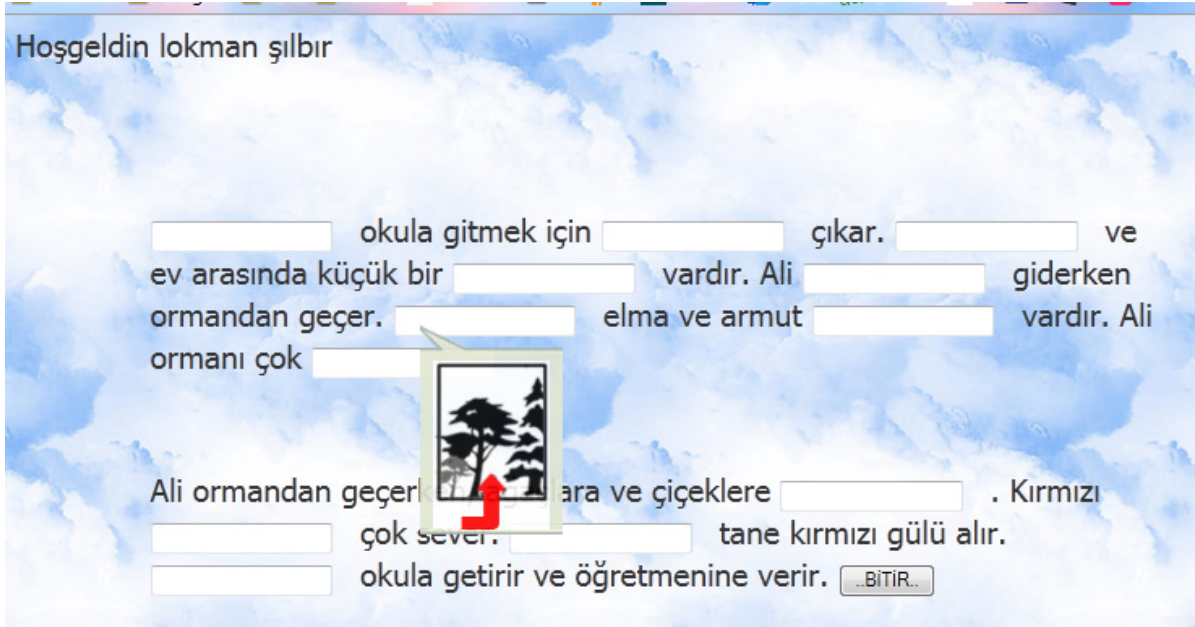 Hoşgeldin lokman şılbır
okula gitmek için çıkar. ve
ev arasında küçük bir vardır. Ali giderken
ormandan geçer. elma ve armut vardır. Ali
ormanı çok
Ali ormandan ve çiçeklere . Kırmızı
çok sever. tane kırmızı gülü alır.
okula getirir ve öğretmenine verir. ..BİTİR..